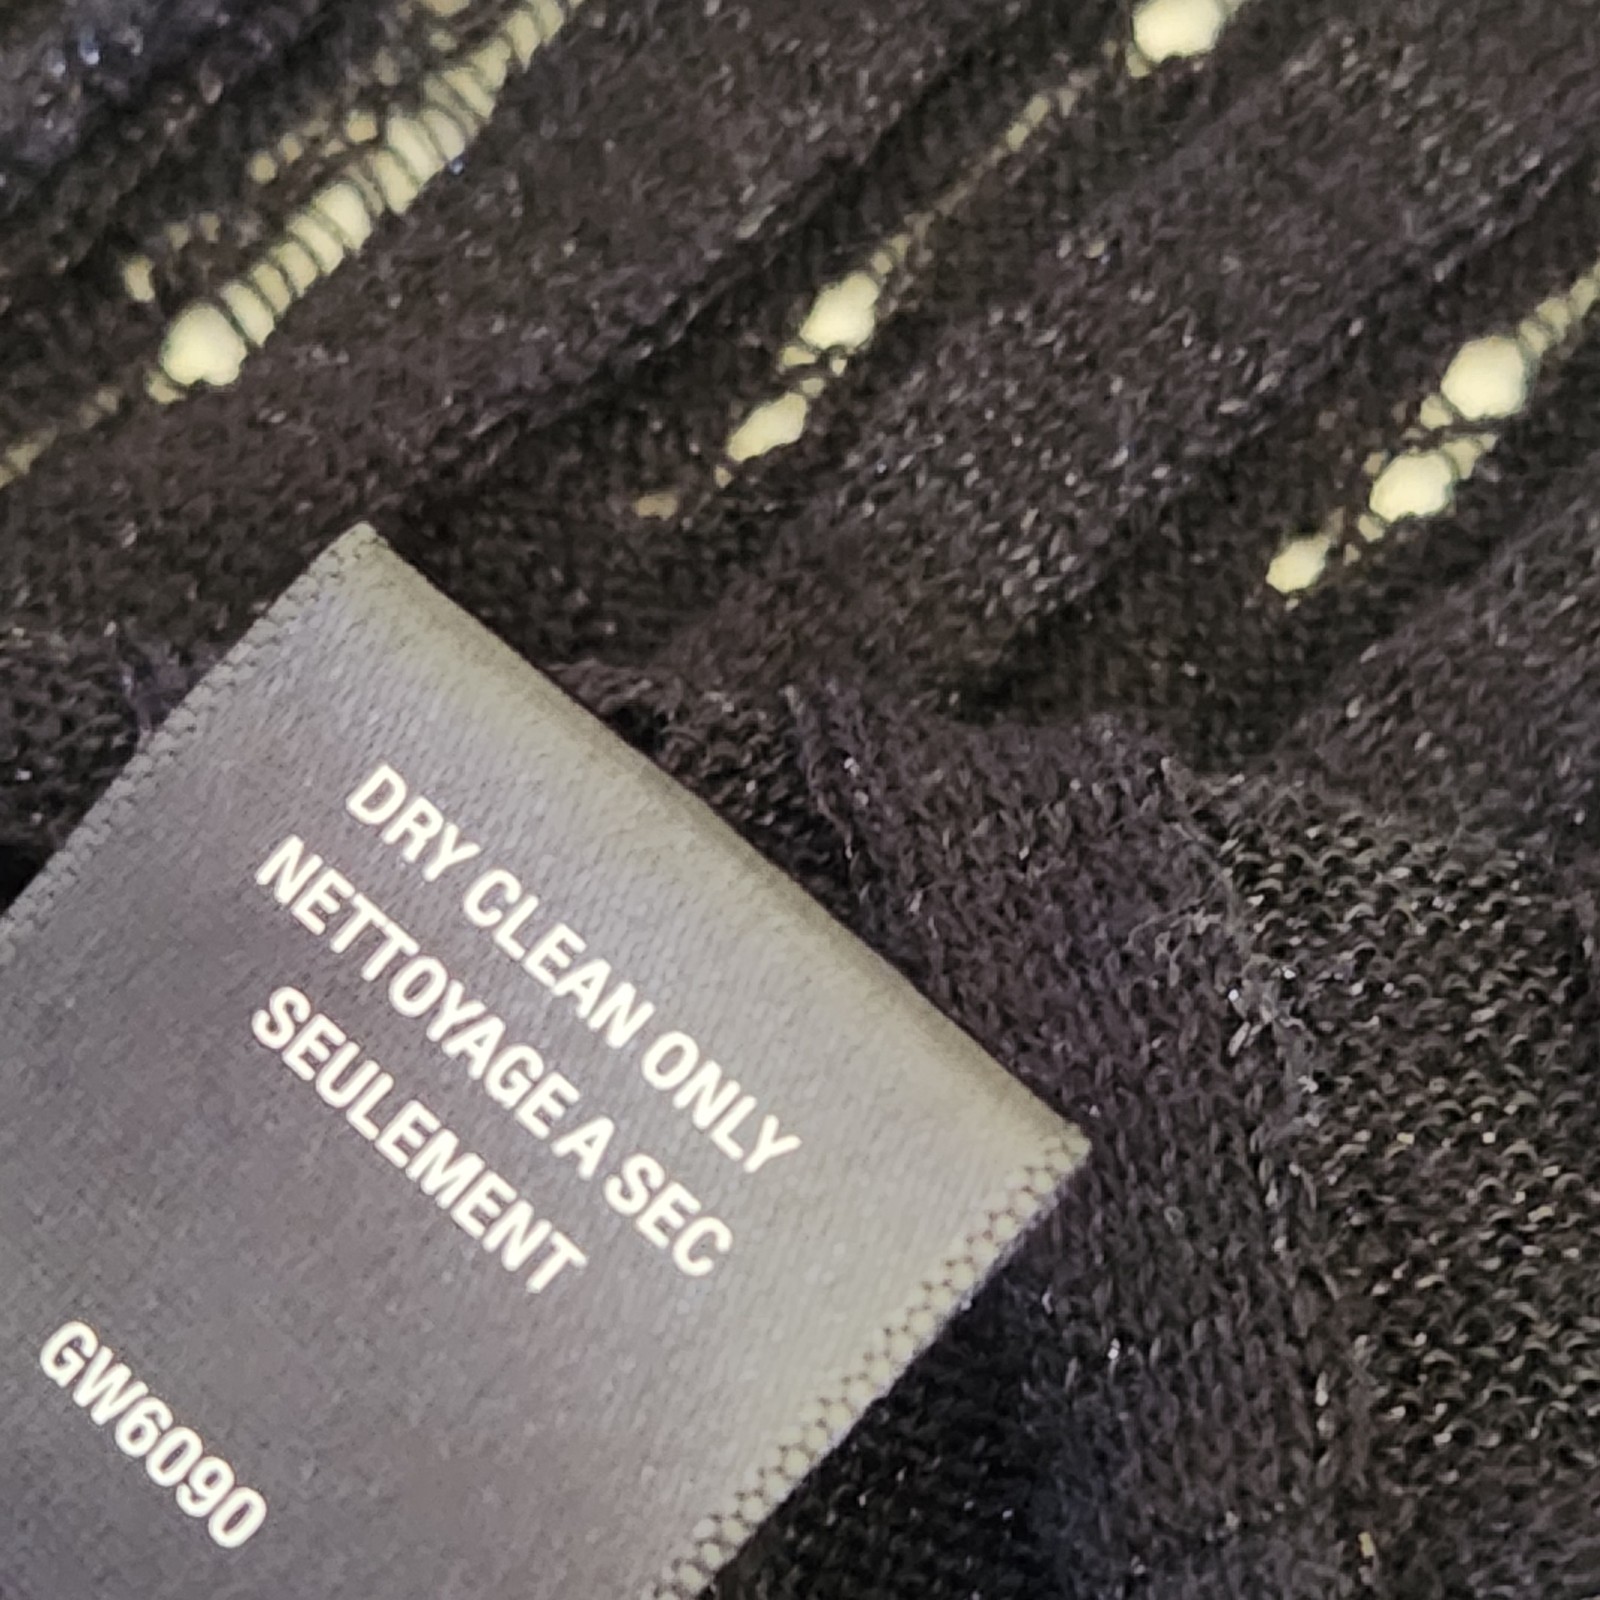 DRY CLEAN ONLY
NETTOYAGE A SEC
SEULEMENT
GW6090